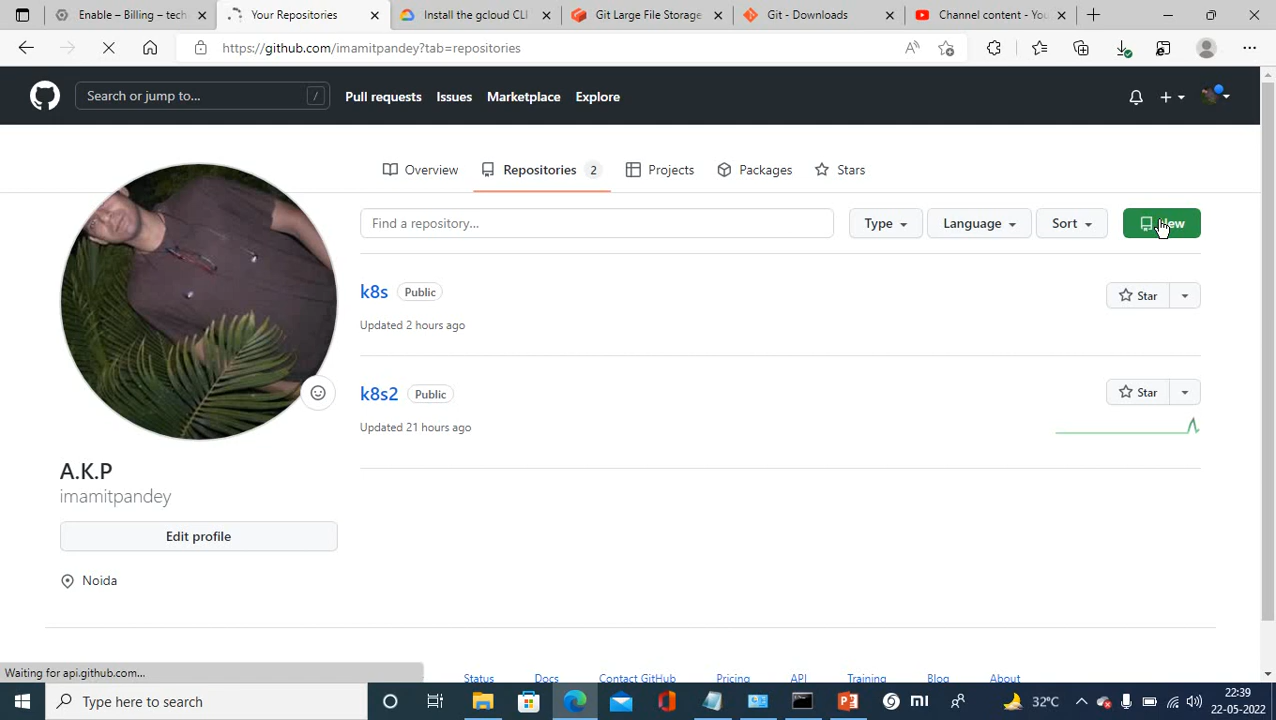 Enable – Billing – tech
Your Repositories
Install the gcloud CLI
Git Large File Storage
Git - Downloads
Channel content - You
https://github.com/imamitpandey?tab=repositories
Search or jump to...
/
Pull requests
Issues
Marketplace
Explore
Overview
Repositories 2
Projects
Packages
Stars
Find a repository...
Type
Language
Sort
k8s Public
Star
Updated 2 hours ago
k8s2 Public
Star
Updated 21 hours ago
A.K.P
imamitpandey
Edit profile
Noida
Waiting for api.github.com...
Status
Docs
Contact GitHub
Pricing
API
Training
Blog
About
Type here to search
32°C
22:39
22-05-2022